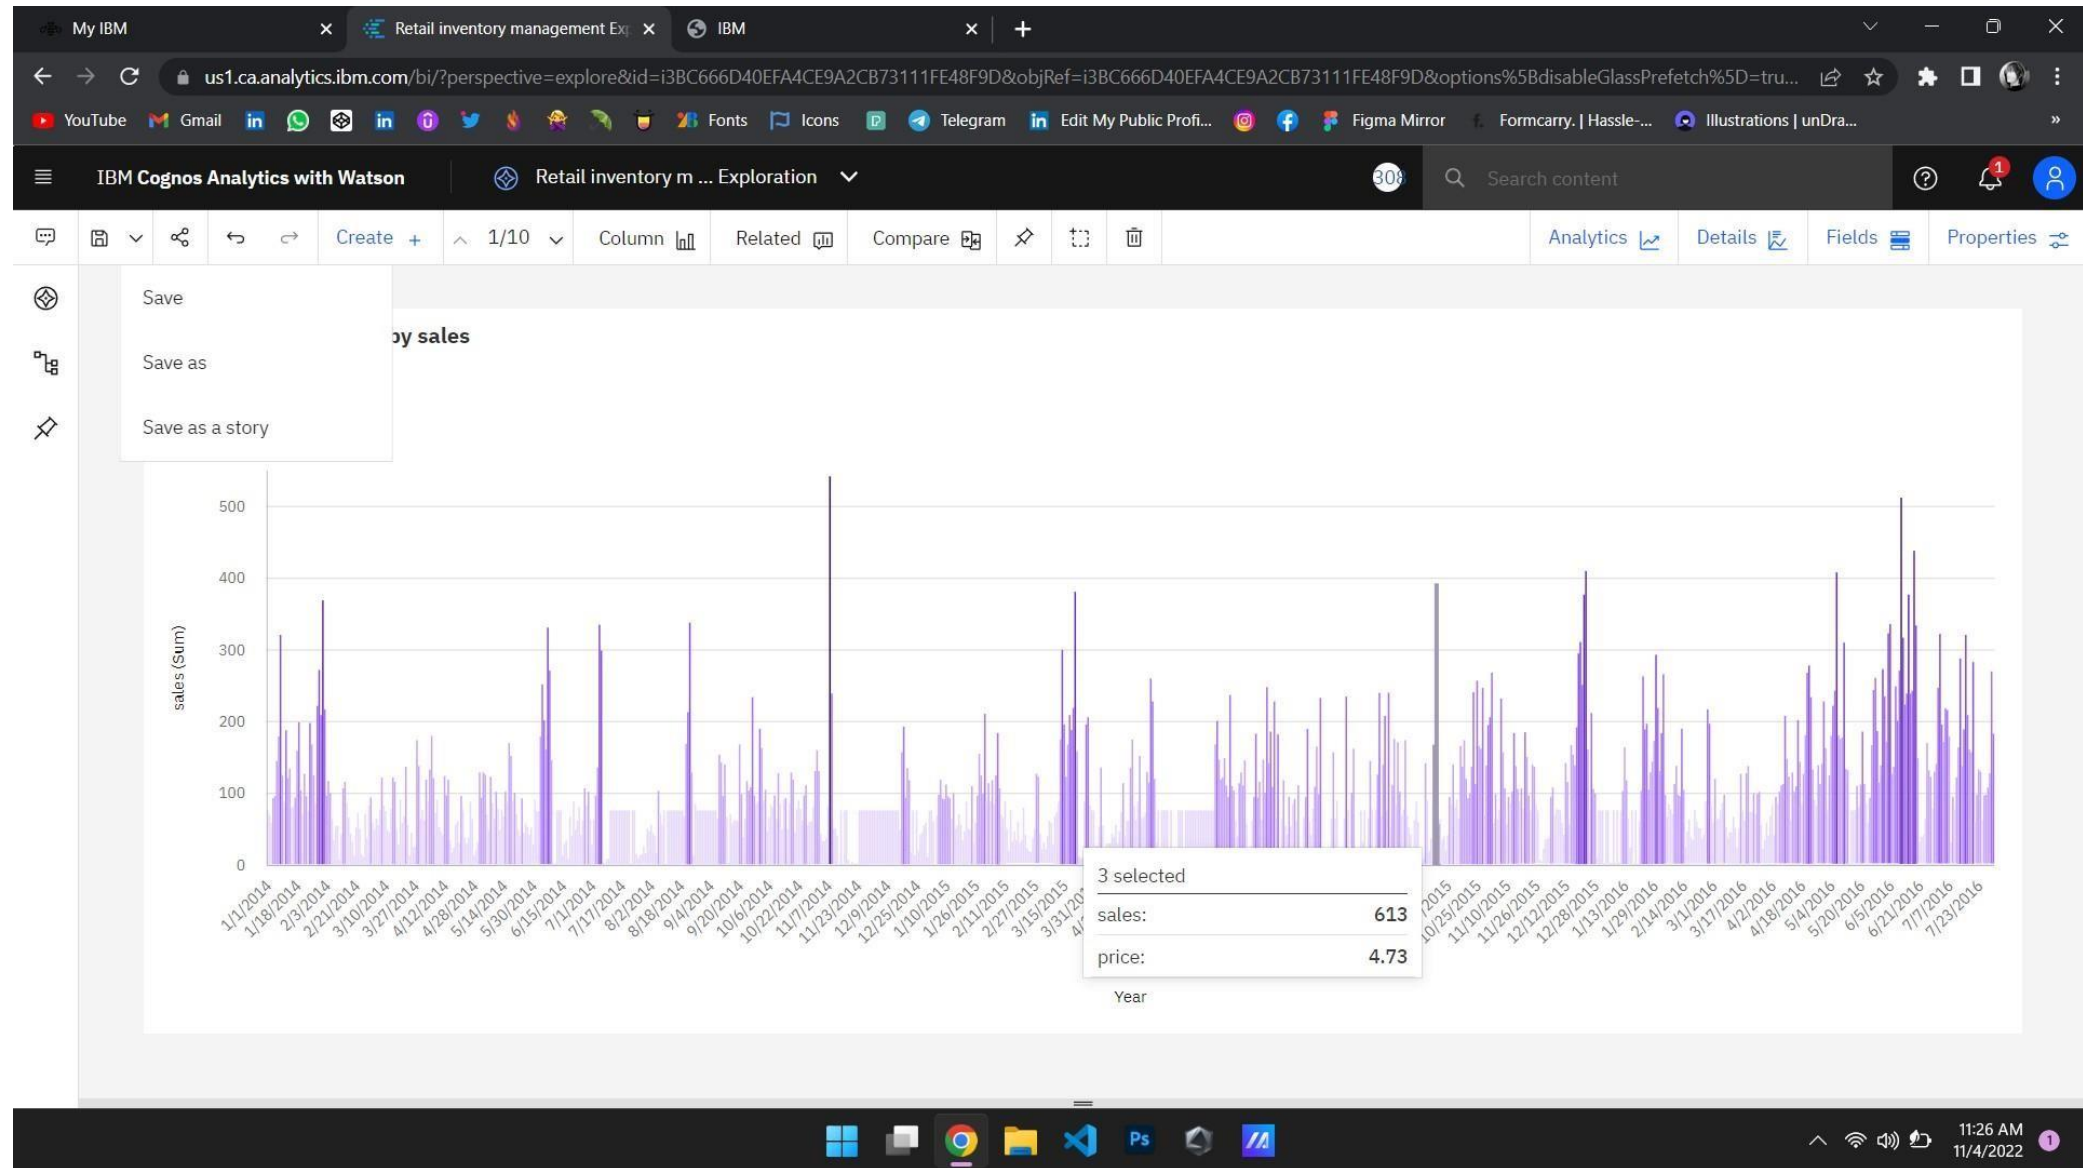 My IBM
Retail inventory management Exp
IBM
us1.ca.analytics.ibm.com/bi/?perspective=explore&id=i3BC666D40EFA4CE9A2CB73111FE48F9D&objRef=i3BC666D40EFA4CE9A2CB73111FE48F9D&options%5BdisableGlassPrefetch%5D=tru...
YouTube Gmail Fonts Icons Telegram Edit My Public Profi... Figma Mirror Formcarry. | Hassle-... Illustrations | unDra... »
IBM Cognos Analytics with Watson Retail inventory m ... Exploration 308 Search content 1
Create + 1/10 Column Related Compare Analytics Details Fields Properties
Save
by sales
Save as
Save as a story
500
400
300
200
100
0
sales (Sum)
1/1/2014 1/18/2014 2/3/2014 2/21/2014 3/10/2014 3/27/2014 4/12/2014 4/28/2014 5/14/2014 5/30/2014 6/15/2014 7/1/2014 7/17/2014 8/2/2014 8/18/2014 9/4/2014 9/20/2014 10/6/2014 10/22/2014 11/7/2014 11/23/2014 12/9/2014 12/25/2014 1/10/2015 1/26/2015 2/11/2015 2/27/2015 3/15/2015 3/31/20 10/25/2015 11/10/2015 11/26/2015 12/12/2015 12/28/2015 1/13/2016 1/29/2016 2/14/2016 3/1/2016 3/17/2016 4/2/2016 4/18/2016 5/4/2016 5/20/2016 6/5/2016 6/21/2016 7/7/2016 7/23/2016
3 selected
sales: 613
price: 4.73
Year
Ps
11:26 AM
11/4/2022
1